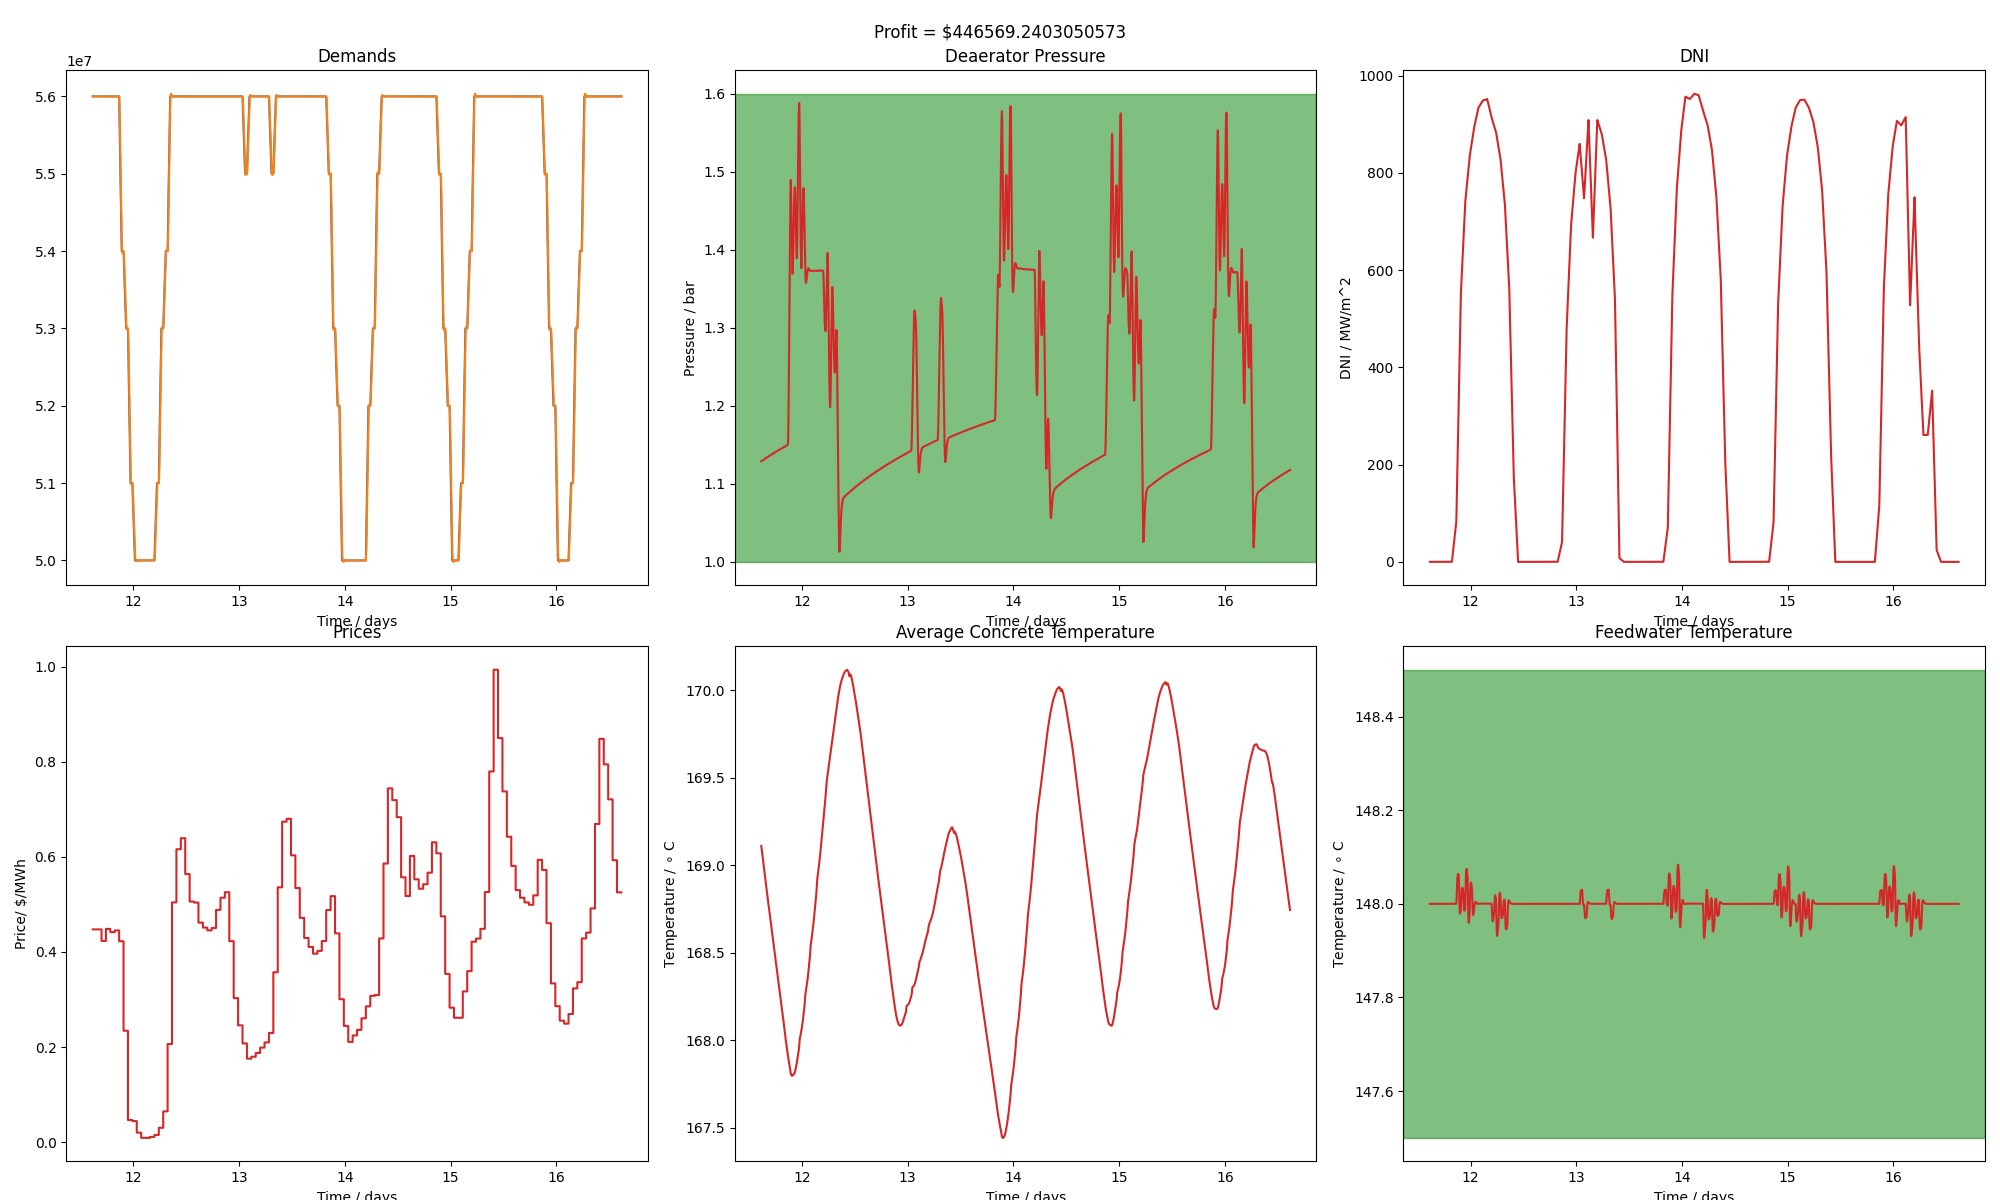 Profit = $446569.2403050573
Demands
1e7
5.6
5.5
5.4
5.3
5.2
5.1
5.0
12 13 14 15 16
Time / days
Deaerator Pressure
Pressure / bar
1.6
1.5
1.4
1.3
1.2
1.1
1.0
12 13 14 15 16
Time / days
DNI
DNI / MW/m^2
1000
800
600
400
200
0
12 13 14 15 16
Time / days
Prices
Price/ $/MWh
1.0
0.8
0.6
0.4
0.2
0.0
12 13 14 15 16
Time / days
Average Concrete Temperature
Temperature / ∘ C
170.0
169.5
169.0
168.5
168.0
167.5
12 13 14 15 16
Time / days
Feedwater Temperature
Temperature / ∘ C
148.4
148.2
148.0
147.8
147.6
12 13 14 15 16
Time / days